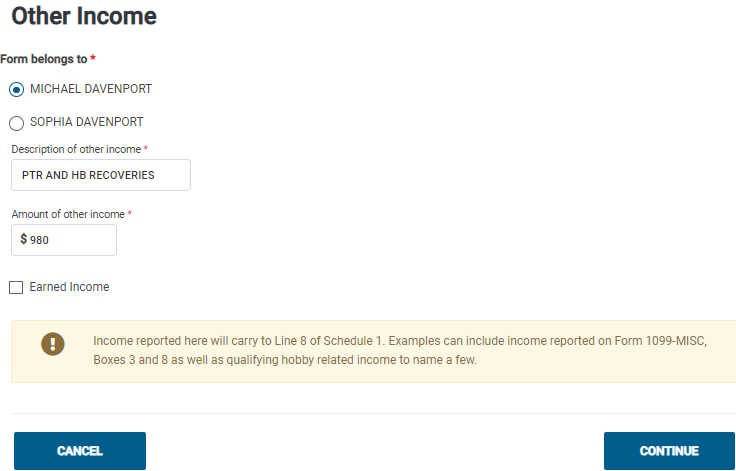 Other Income
Form belongs to *
MICHAEL DAVENPORT
SOPHIA DAVENPORT
Description of other income *
PTR AND HB RECOVERIES
Amount of other income *
$ 980
Earned Income
Income reported here will carry to Line 8 of Schedule 1. Examples can include income reported on Form 1099-MISC,
Boxes 3 and 8 as well as qualifying hobby related income to name a few.
CANCEL
CONTINUE